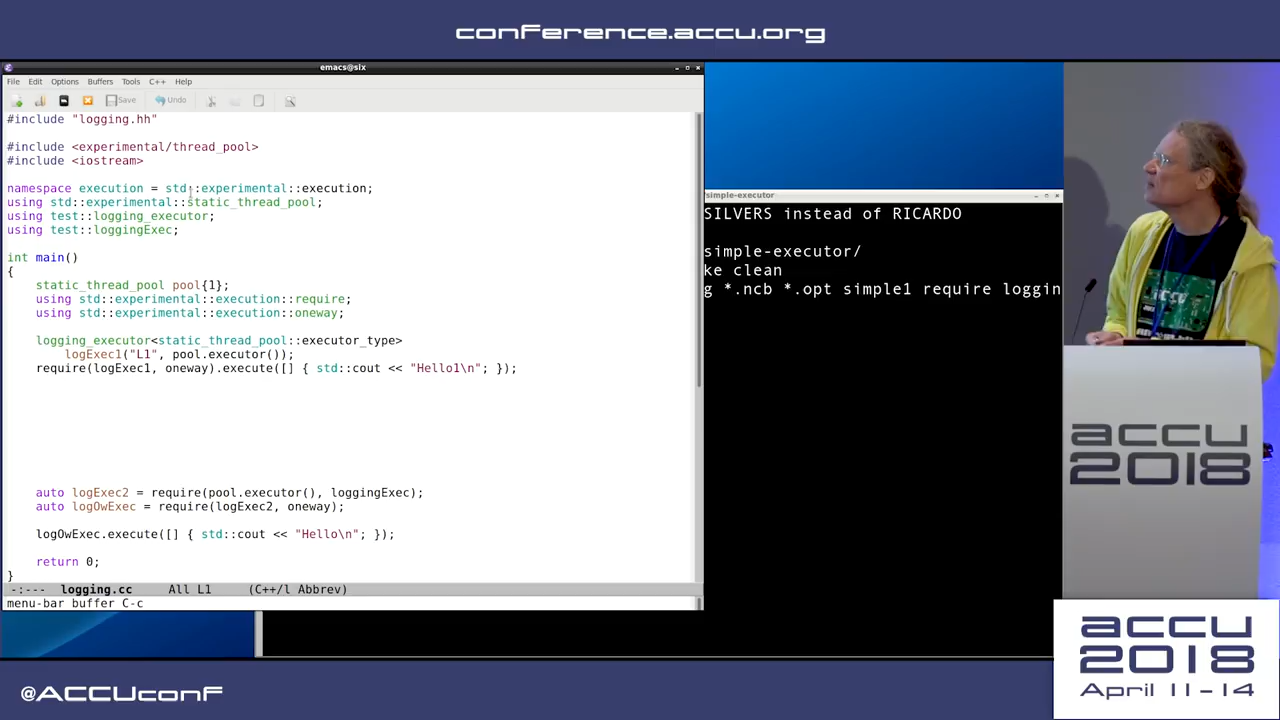 conference.accu.org
emacs@slx
File Edit Options Buffers Tools C++ Help
Save Undo
#include "logging.hh"
#include <experimental/thread_pool>
#include <iostream>
namespace execution = std::experimental::execution;
using std::experimental::static_thread_pool;
using test::logging_executor;
using test::loggingExec;
int main()
{
static_thread_pool pool{1};
using std::experimental::execution::require;
using std::experimental::execution::oneway;
logging_executor<static_thread_pool::executor_type>
logExec1("L1", pool.executor());
require(logExec1, oneway).execute([] { std::cout << "Hello1\n"; });
auto logExec2 = require(pool.executor(), loggingExec);
auto logOwExec = require(logExec2, oneway);
logOwExec.execute([] { std::cout << "Hello\n"; });
return 0;
}
-:--- logging.cc All L1 (C++/l Abbrev)
menu-bar buffer C-c
/simple-executor
SILVERS instead of RICARDO
simple-executor/
ke clean
g *.ncb *.opt simple1 require loggin
accu
2018
@ACCUconf
accu
2018
April 11-14